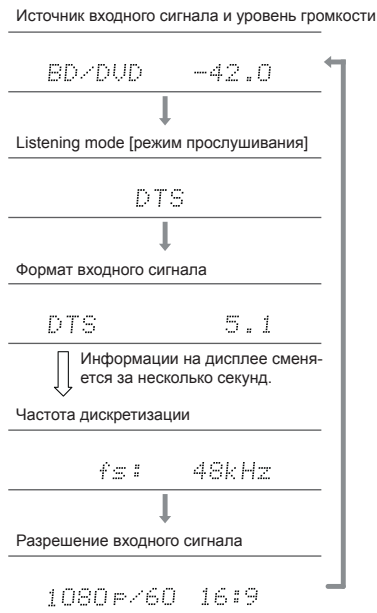 Источник входного сигнала и уровень громкости
BD/DVD -42.0
Listening mode [режим прослушивания]
DTS
Формат входного сигнала
DTS 5.1
Информации на дисплее сменя-
ется за несколько секунд.
Частота дискретизации
fs: 48kHz
Разрешение входного сигнала
1080p/60 16:9